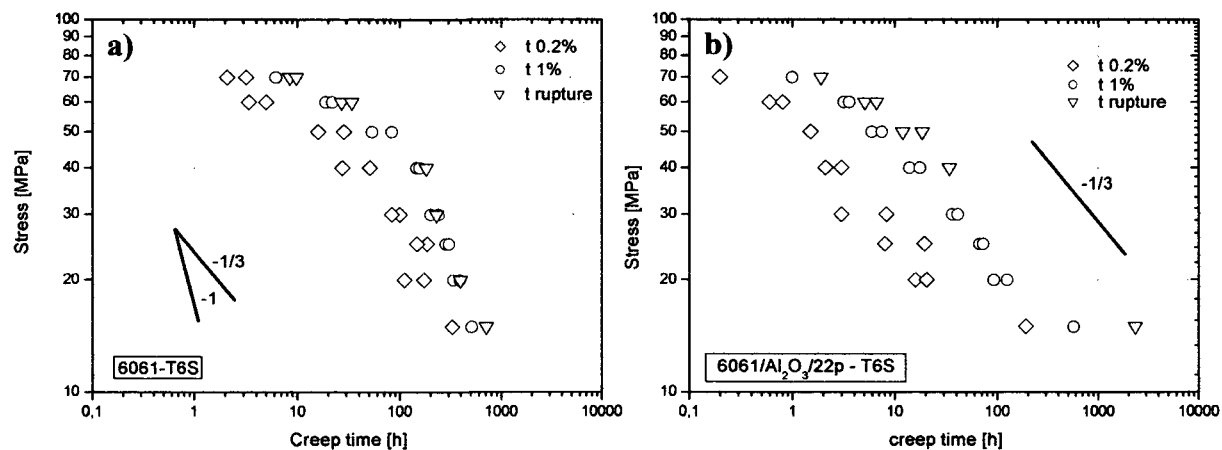 a)
100
90
80
70
60
50
40
30
20
10
Stress [MPa]
t 0.2%
t 1%
t rupture
-1/3
-1
6061-T6S
0,1 1 10 100 1000 10000
Creep time [h]
b)
100
90
80
70
60
50
40
30
20
10
Stress [MPa]
t 0.2%
t 1%
t rupture
-1/3
6061/Al₂O₃/22p - T6S
0,1 1 10 100 1000 10000
creep time [h]